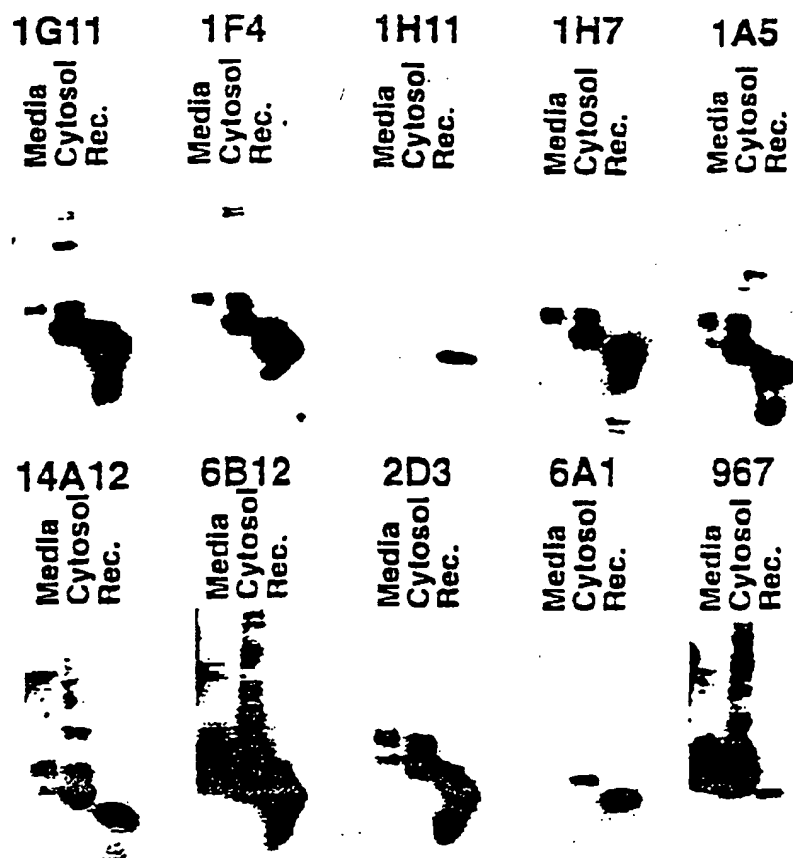 1G11 1F4 1H11 1H7 1A5
Media Cytosol Rec. Media Cytosol Rec. Media Cytosol Rec. Media Cytosol Rec. Media Cytosol Rec.
14A12 6B12 2D3 6A1 967
Media Cytosol Rec. Media Cytosol Rec. Media Cytosol Rec. Media Cytosol Rec. Media Cytosol Rec.